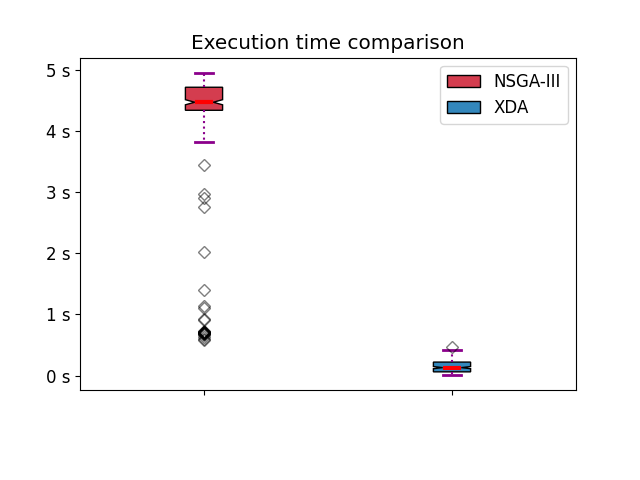 Execution time comparison
5 s
4 s
3 s
2 s
1 s
0 s
NSGA-III
XDA